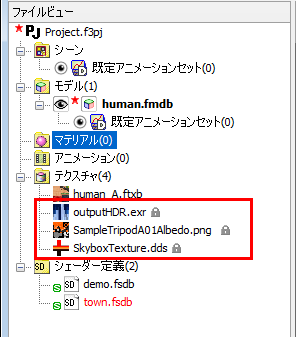 ファイルビュー
Project.f3pj
シーン
既定アニメーションセット(0)
モデル(1)
human.fmdb
既定アニメーションセット(0)
マテリアル(0)
アニメーション(0)
テクスチャ(4)
human_A.ftxb
outputHDR.exr
SampleTripodA01Albedo.png
SkyboxTexture.dds
シェーダー定義(2)
demo.fsdb
town.fsdb